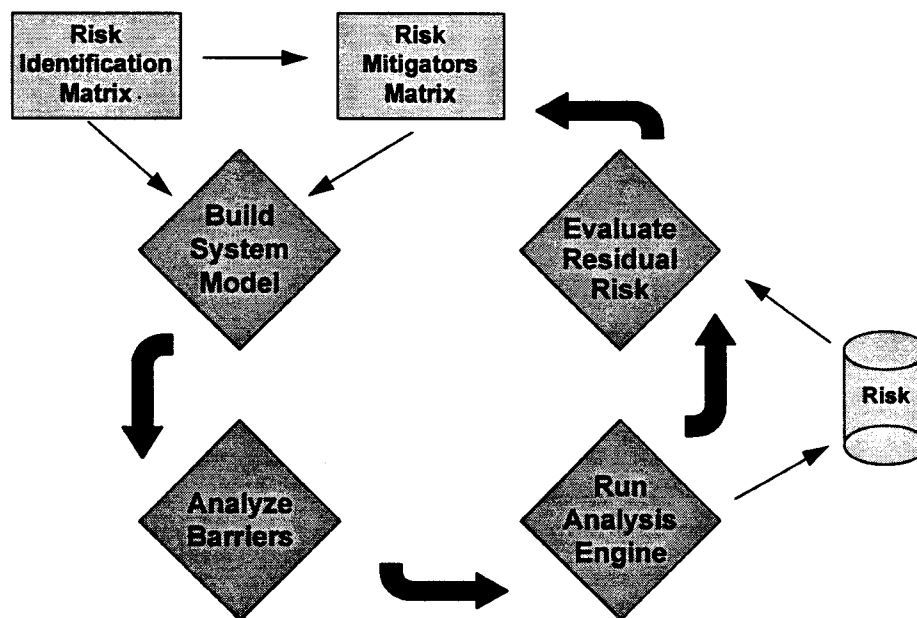 Risk
Identification
Matrix
Risk
Mitigators
Matrix
Build
System
Model
Evaluate
Residual
Risk
Risk
Analyze
Barriers
Run
Analysis
Engine